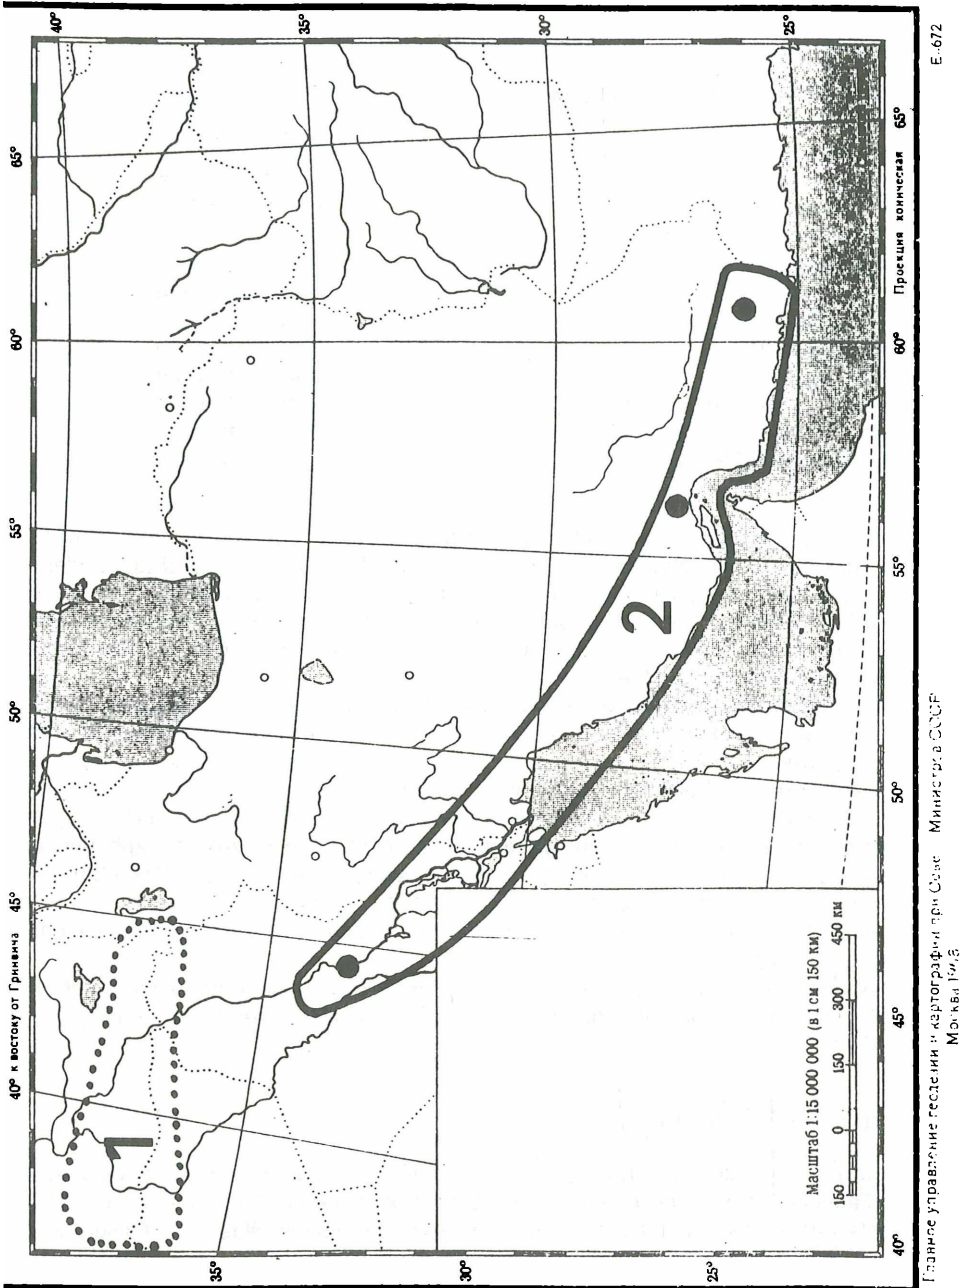 40° к востоку от Гринвича 45° 50° 55° 60° 65°
40°
1
35° 35°
2
30° 30°
Масштаб 1:15 000 000 (в 1 см 150 км)
150 0 150 300 450 км
25° 25°
40° 45° 50° 55° 60° 65°
Проекция коническая
Главное управление геодезии и картографии при СССР
Москва
Е-672